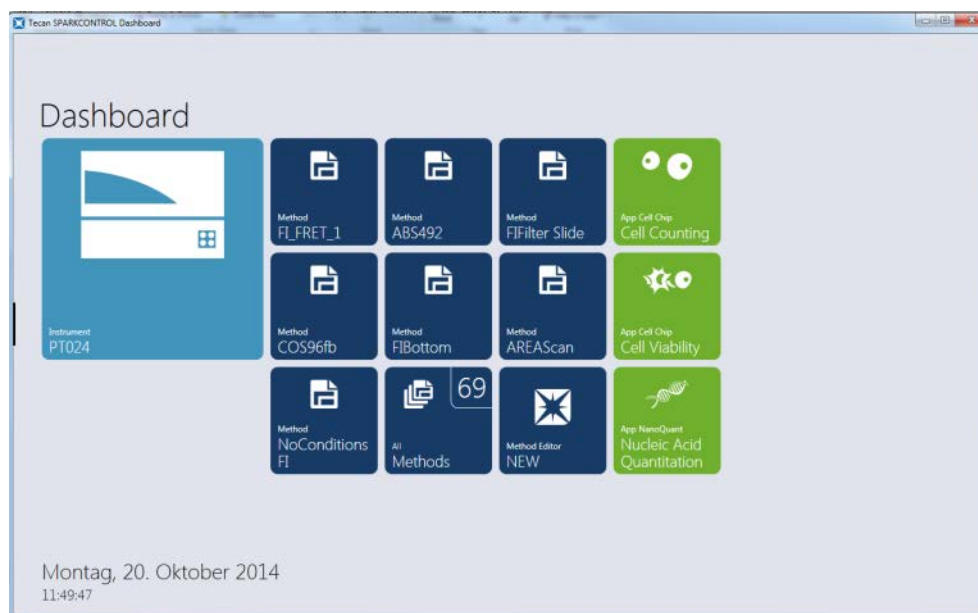 Tecan SPARKCONTROL Dashboard
Dashboard
Instrument
PT024
Method
FI_FRET_1
Method
ABS492
Method
FIFilter Slide
App Cell Chip
Cell Counting
Method
COS96fb
Method
FIBottom
Method
AREAScan
App Cell Chip
Cell Viability
Method
NoConditions
FI
69
All
Methods
Method Editor
NEW
App NanoQuant
Nucleic Acid
Quantitation
Montag, 20. Oktober 2014
11:49:47